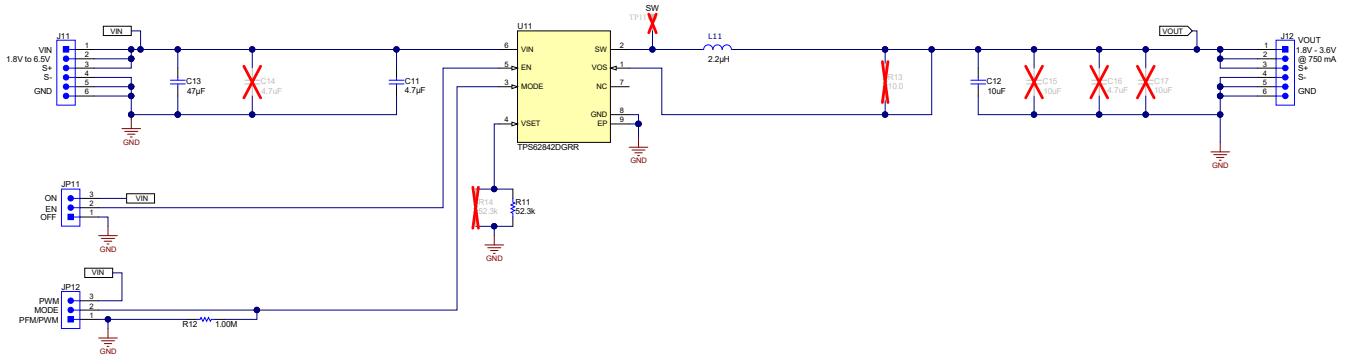 J11
VIN
VIN
1.8V to 6.5V
S+
S-
GND
1
2
3
4
5
6
C13
47µF
C14
4.7uF
C11
4.7µF
GND
U11
6 VIN SW 2
5 EN VOS 1
3 MODE NC 7
GND 8
4 VSET EP 9
TPS62842DGRR
GND
SW
TP11
L11
2.2µH
R13
10.0
C12
10uF
C15
10uF
C16
4.7uF
C17
10uF
VOUT
J12
VOUT
1.8V - 3.6V
@ 750 mA
S+
S-
GND
1
2
3
4
5
6
GND
R14
52.3k
R11
52.3k
GND
JP11
ON 3 VIN
EN 2
OFF 1
GND
VIN
JP12
PWM 3
MODE 2
PFM/PWM 1
R12 1.00M
GND